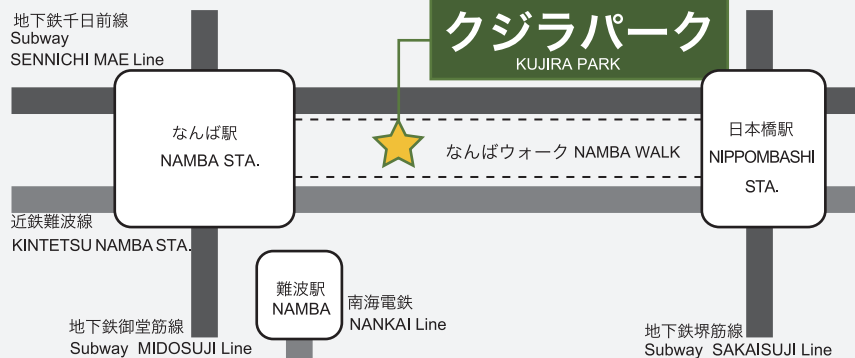 地下鉄千日前線
Subway
SENNICHI MAE Line
クジラパーク
KUJIRA PARK
なんば駅
NAMBA STA.
なんばウォーク NAMBA WALK
日本橋駅
NIPPOMBASHI
STA.
近鉄難波線
KINTETSU NAMBA STA.
難波駅
NAMBA
南海電鉄
NANKAI Line
地下鉄御堂筋線
Subway MIDOSUJI Line
地下鉄堺筋線
Subway SAKAISUJI Line